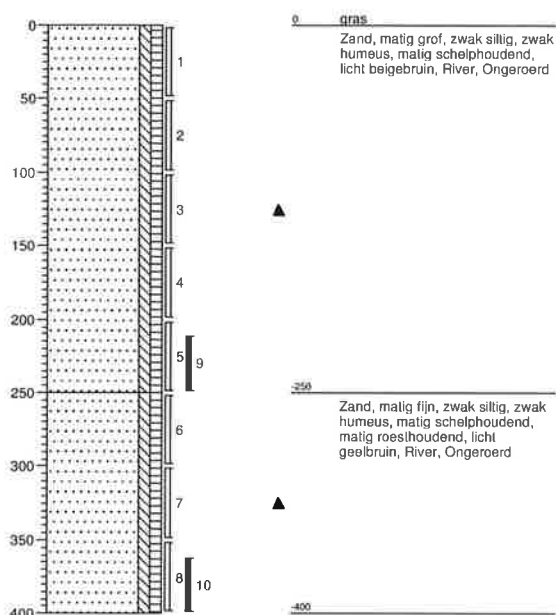 0
50
100
150
200
250
300
350
400
1
2
3
4
5
9
6
7
8
10
0 gras
Zand, matig grof, zwak siltig, zwak
humeus, matig schelphoudend,
licht beigebruin, River, Ongeroerd
-250
Zand, matig fijn, zwak siltig, zwak
humeus, matig schelphoudend,
matig roesthoudend, licht
geelbruin, River, Ongeroerd
-400